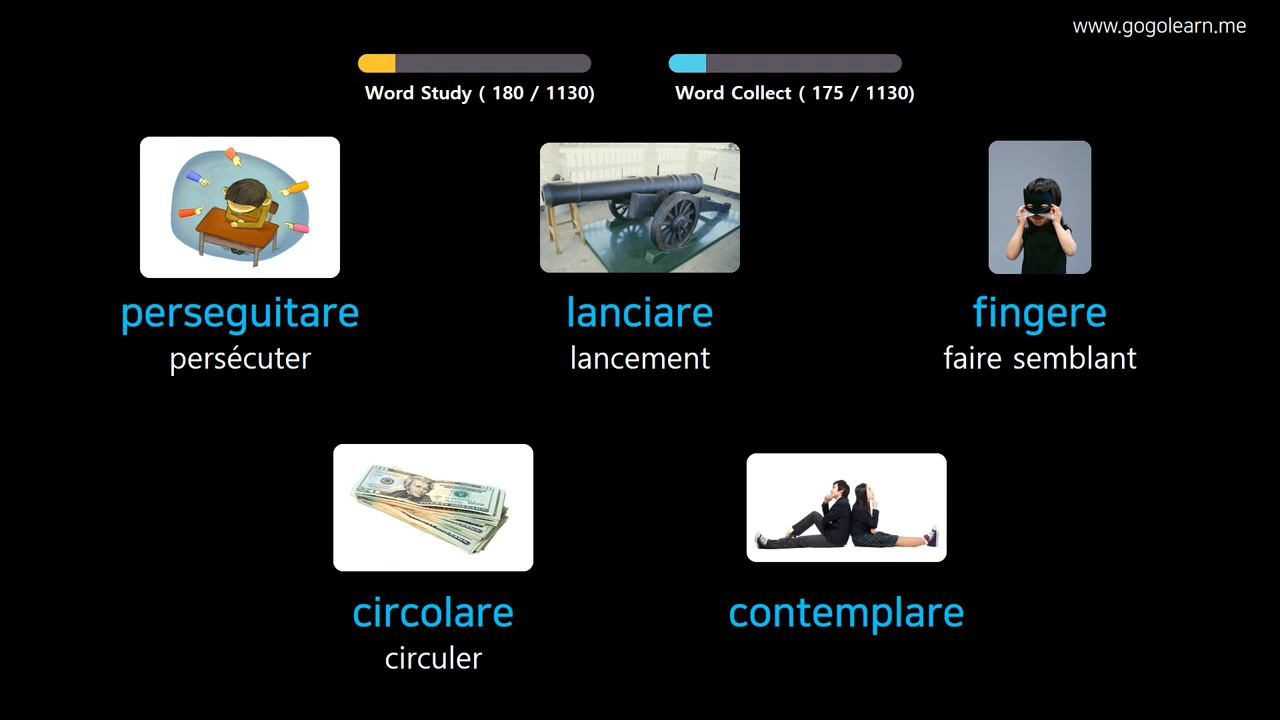 www.gogolearn.me
Word Study ( 180 / 1130)
Word Collect ( 175 / 1130)
perseguitare
persécuter
lanciare
lancement
fingere
faire semblant
circolare
circuler
contemplare